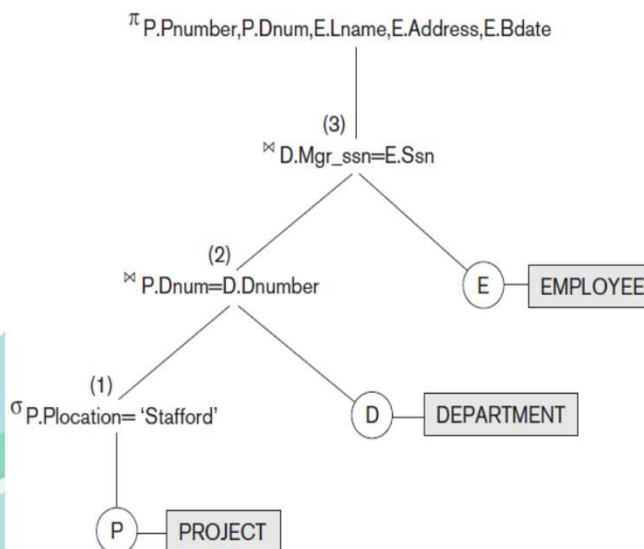 π P.Pnumber,P.Dnum,E.Lname,E.Address,E.Bdate
(3)
⋈ D.Mgr_ssn=E.Ssn
(2)
⋈ P.Dnum=D.Dnumber
E EMPLOYEE
(1)
σ P.Plocation= ‘Stafford’
D DEPARTMENT
P PROJECT